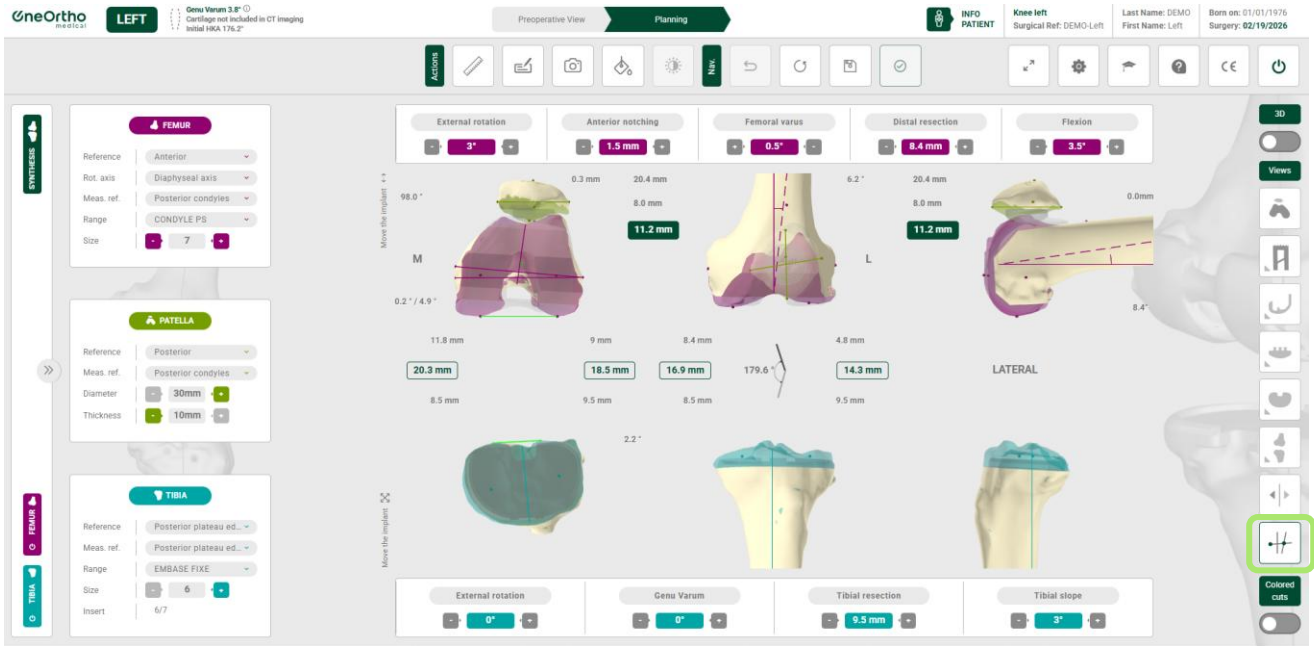 OneOrtho
medical
LEFT
Genu Varum 3.8° ⓘ
Cartilage not included in CT imaging
Initial HKA 176.2°
Preoperative View
Planning
INFO
PATIENT
Knee left
Surgical Ref: DEMO-Left
Last Name: DEMO
First Name: Left
Born on: 01/01/1976
Surgery: 02/19/2026
Actions
Nav.
CE
SYNTHESIS
FEMUR
Reference Anterior
Rot. axis Diaphyseal axis
Meas. ref. Posterior condyles
Range CONDYLE PS
Size - 7 +
PATELLA
Reference Posterior
Meas. ref. Posterior condyles
Diameter - 30mm +
Thickness - 10mm +
TIBIA
Reference Posterior plateau ed...
Meas. ref. Posterior plateau ed...
Range EMBASE FIXE
Size - 6 +
Insert 6/7
FEMUR
TIBIA
External rotation
- 3° +
Anterior notching
- 1.5 mm +
Femoral varus
+ 0.5° -
Distal resection
- 8.4 mm +
Flexion
- 3.5° +
Move the implant
98.0 °
0.3 mm
20.4 mm
8.0 mm
11.2 mm
M
0.2 ° / 4.9 °
6.2 °
20.4 mm
8.0 mm
11.2 mm
L
0.0mm
8.4°
11.8 mm
9 mm
8.4 mm
4.8 mm
20.3 mm
18.5 mm
16.9 mm
179.6 °
14.3 mm
LATERAL
8.5 mm
9.5 mm
8.5 mm
9.5 mm
2.2 °
Move the implant
External rotation
- 0° +
Genu Varum
- 0° +
Tibial resection
- 9.5 mm +
Tibial slope
- 3° +
3D
Views
Colored
cuts